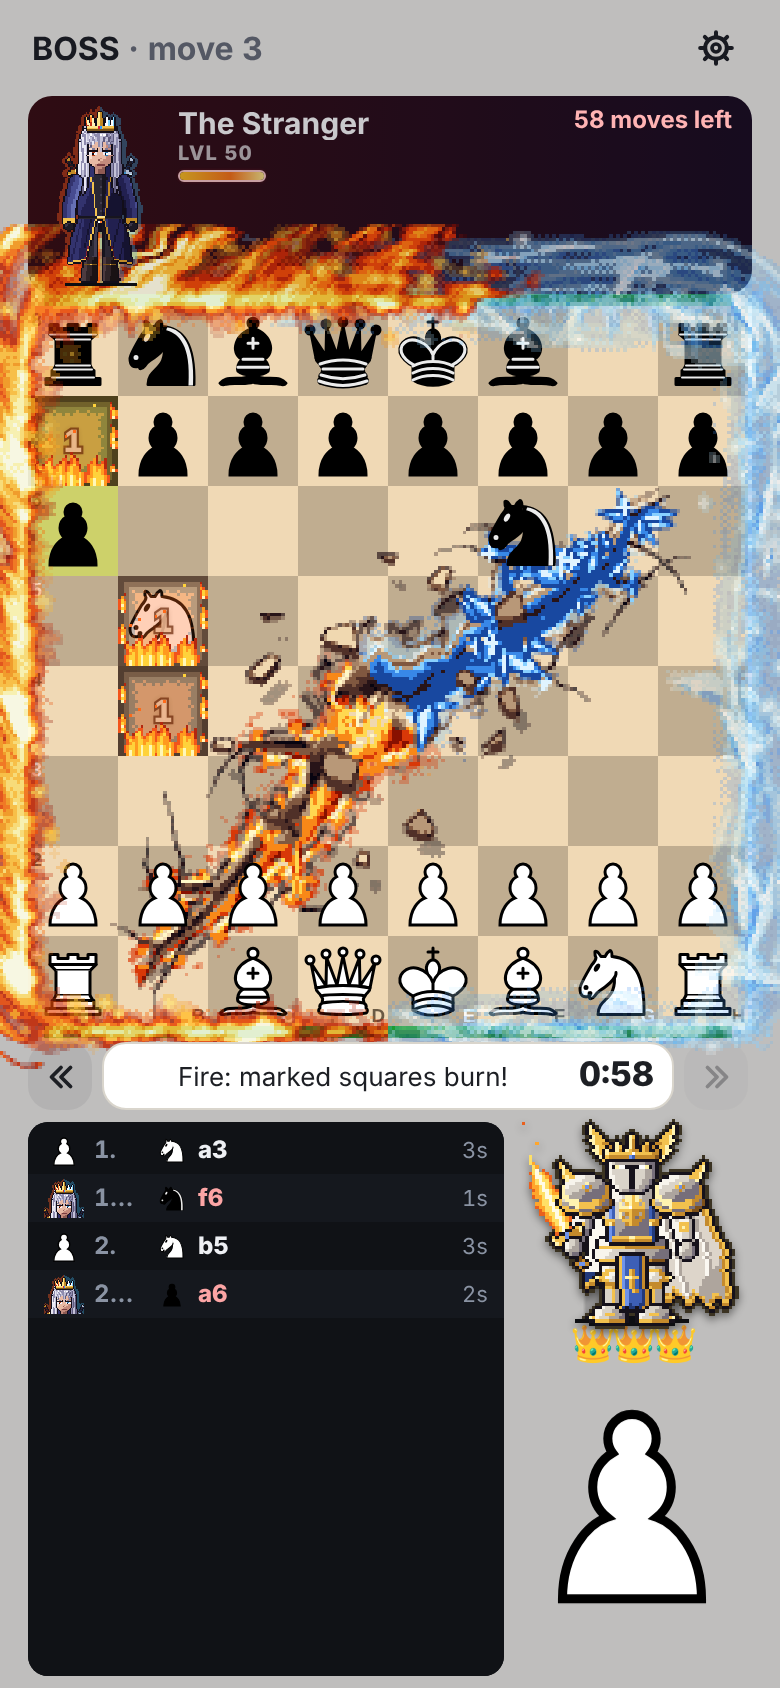 BOSS · move 3
The Stranger
58 moves left
LVL 50
1
1
1
D E F G H
Fire: marked squares burn! 0:58
1. a3 3s
1... f6 1s
2. b5 3s
2... a6 2s